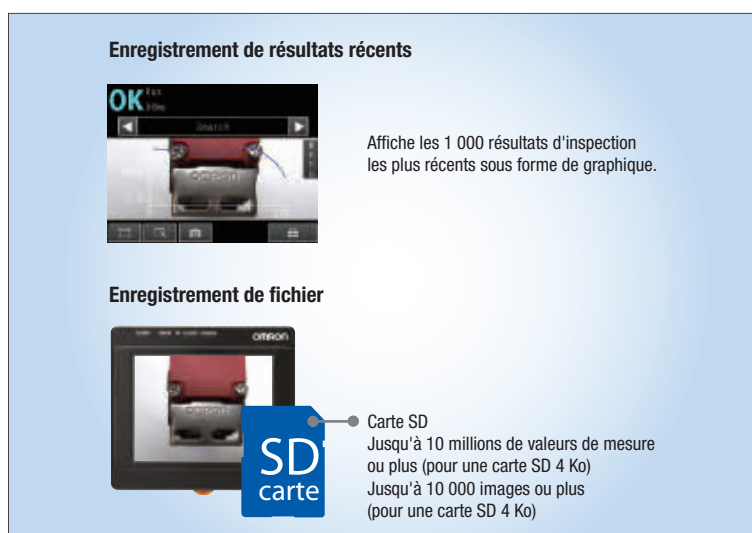 Enregistrement de résultats récents
OK
Search
Affiche les 1 000 résultats d'inspection
les plus récents sous forme de graphique.
omron
Enregistrement de fichier
omron
omron
SD
carte
Carte SD
Jusqu'à 10 millions de valeurs de mesure
ou plus (pour une carte SD 4 Ko)
Jusqu'à 10 000 images ou plus
(pour une carte SD 4 Ko)